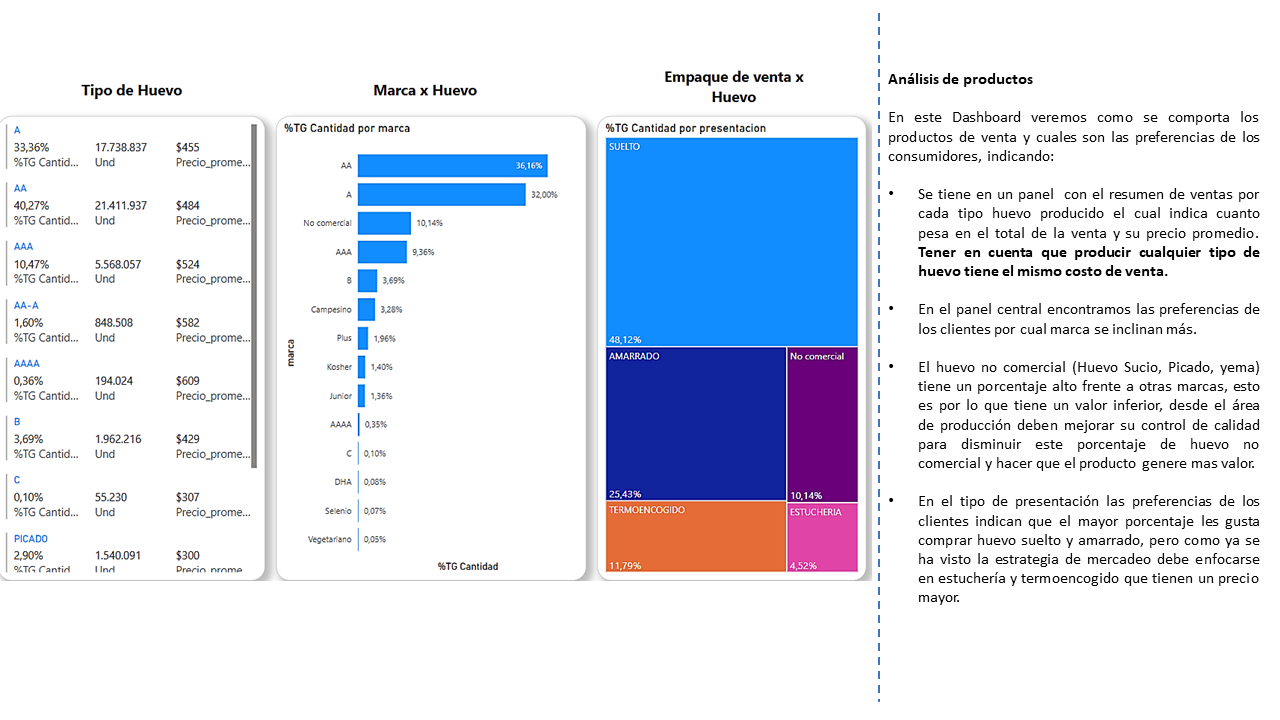 Tipo de Huevo
A
33,36% 17.738.837 $455
%TG Cantid... Und Precio_prome...
AA
40,27% 21.411.937 $484
%TG Cantid... Und Precio_prome...
AAA
10,47% 5.568.057 $524
%TG Cantid... Und Precio_prome...
AA-A
1,60% 848.508 $582
%TG Cantid... Und Precio_prome...
AAAA
0,36% 194.024 $609
%TG Cantid... Und Precio_prome...
B
3,69% 1.962.216 $429
%TG Cantid... Und Precio_prome...
C
0,10% 55.230 $307
%TG Cantid... Und Precio_prome...
PICADO
2,90% 1.540.091 $300
%TG Cantid Und Precio prome
Marca x Huevo
%TG Cantidad por marca
marca
AA 36,16%
A 32,00%
No comercial 10,14%
AAA 9,36%
B 3,69%
Campesino 3,28%
Plus 1,96%
Kosher 1,40%
Junior 1,36%
AAAA 0,35%
C 0,10%
DHA 0,08%
Selenio 0,07%
Vegetariano 0,05%
%TG Cantidad
Empaque de venta x
Huevo
%TG Cantidad por presentacion
SUELTO
48,12%
AMARRADO
25,43%
No comercial
10,14%
TERMOENCOGIDO
11,79%
ESTUCHERIA
4,52%
Análisis de productos
En este Dashboard veremos como se comporta los
productos de venta y cuales son las preferencias de los
consumidores, indicando:
• Se tiene en un panel con el resumen de ventas por
cada tipo huevo producido el cual indica cuanto
pesa en el total de la venta y su precio promedio.
Tener en cuenta que producir cualquier tipo de
huevo tiene el mismo costo de venta.
• En el panel central encontramos las preferencias de
los clientes por cual marca se inclinan más.
• El huevo no comercial (Huevo Sucio, Picado, yema)
tiene un porcentaje alto frente a otras marcas, esto
es por lo que tiene un valor inferior, desde el área
de producción deben mejorar su control de calidad
para disminuir este porcentaje de huevo no
comercial y hacer que el producto genere mas valor.
• En el tipo de presentación las preferencias de los
clientes indican que el mayor porcentaje les gusta
comprar huevo suelto y amarrado, pero como ya se
ha visto la estrategia de mercadeo debe enfocarse
en estuchería y termoencogido que tienen un precio
mayor.